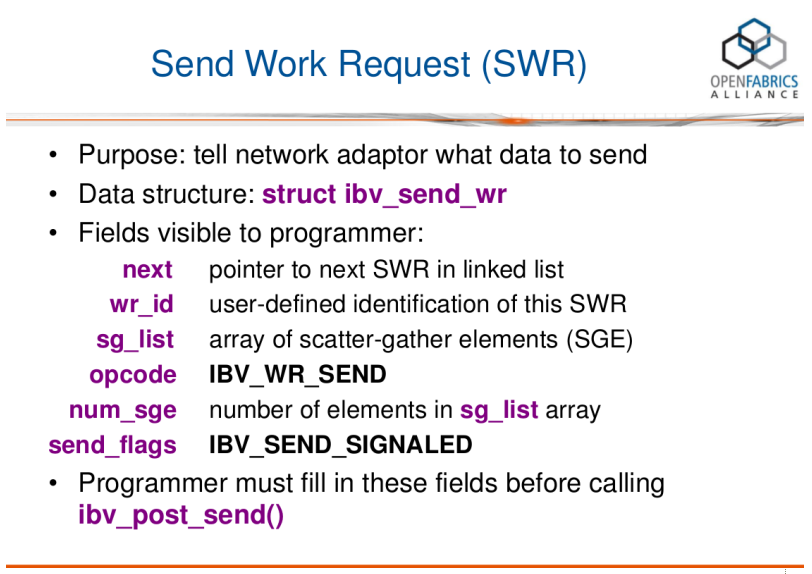 Send Work Request (SWR)
OPENFABRICS
ALLIANCE
• Purpose: tell network adaptor what data to send
• Data structure: struct ibv_send_wr
• Fields visible to programmer:
next pointer to next SWR in linked list
wr_id user-defined identification of this SWR
sg_list array of scatter-gather elements (SGE)
opcode IBV_WR_SEND
num_sge number of elements in sg_list array
send_flags IBV_SEND_SIGNALED
• Programmer must fill in these fields before calling
ibv_post_send()